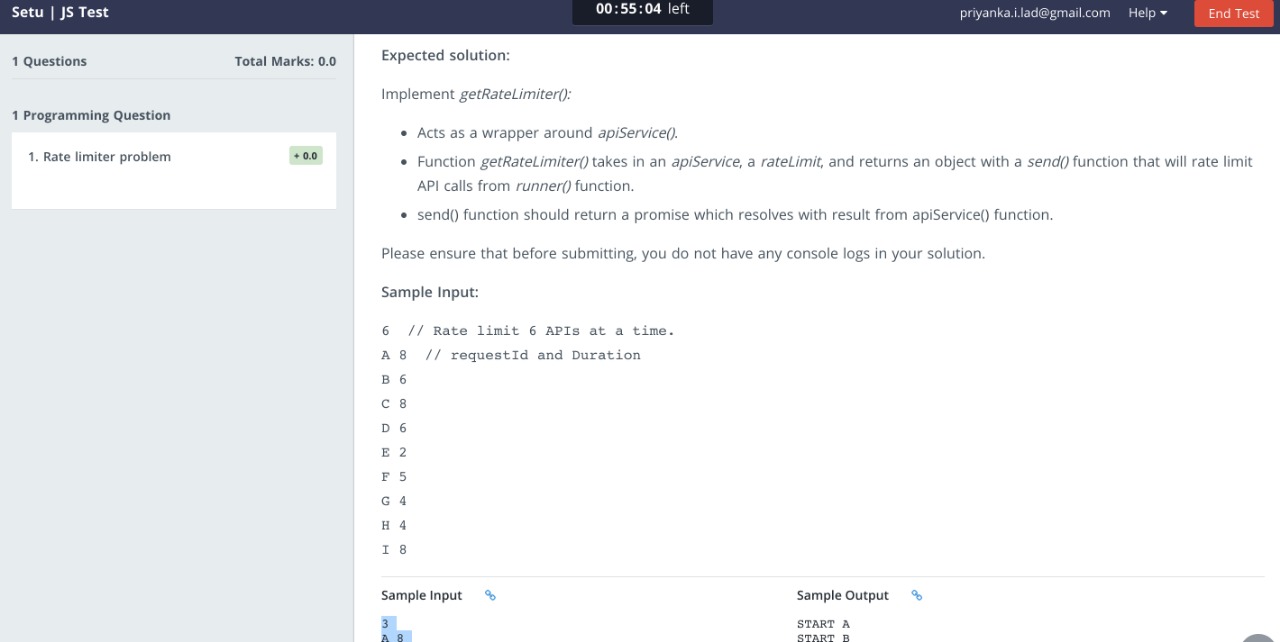 Setu | JS Test
00:55:04 left
priyanka.i.lad@gmail.com Help End Test
1 Questions Total Marks: 0.0
1 Programming Question
1. Rate limiter problem + 0.0
Expected solution:
Implement getRateLimiter():
• Acts as a wrapper around apiService().
• Function getRateLimiter() takes in an apiService, a rateLimit, and returns an object with a send() function that will rate limit
API calls from runner() function.
• send() function should return a promise which resolves with result from apiService() function.
Please ensure that before submitting, you do not have any console logs in your solution.
Sample Input:
6 // Rate limit 6 APIs at a time.
A 8 // requestId and Duration
B 6
C 8
D 6
E 2
F 5
G 4
H 4
I 8
Sample Input Sample Output
3 START A
A 8 START B